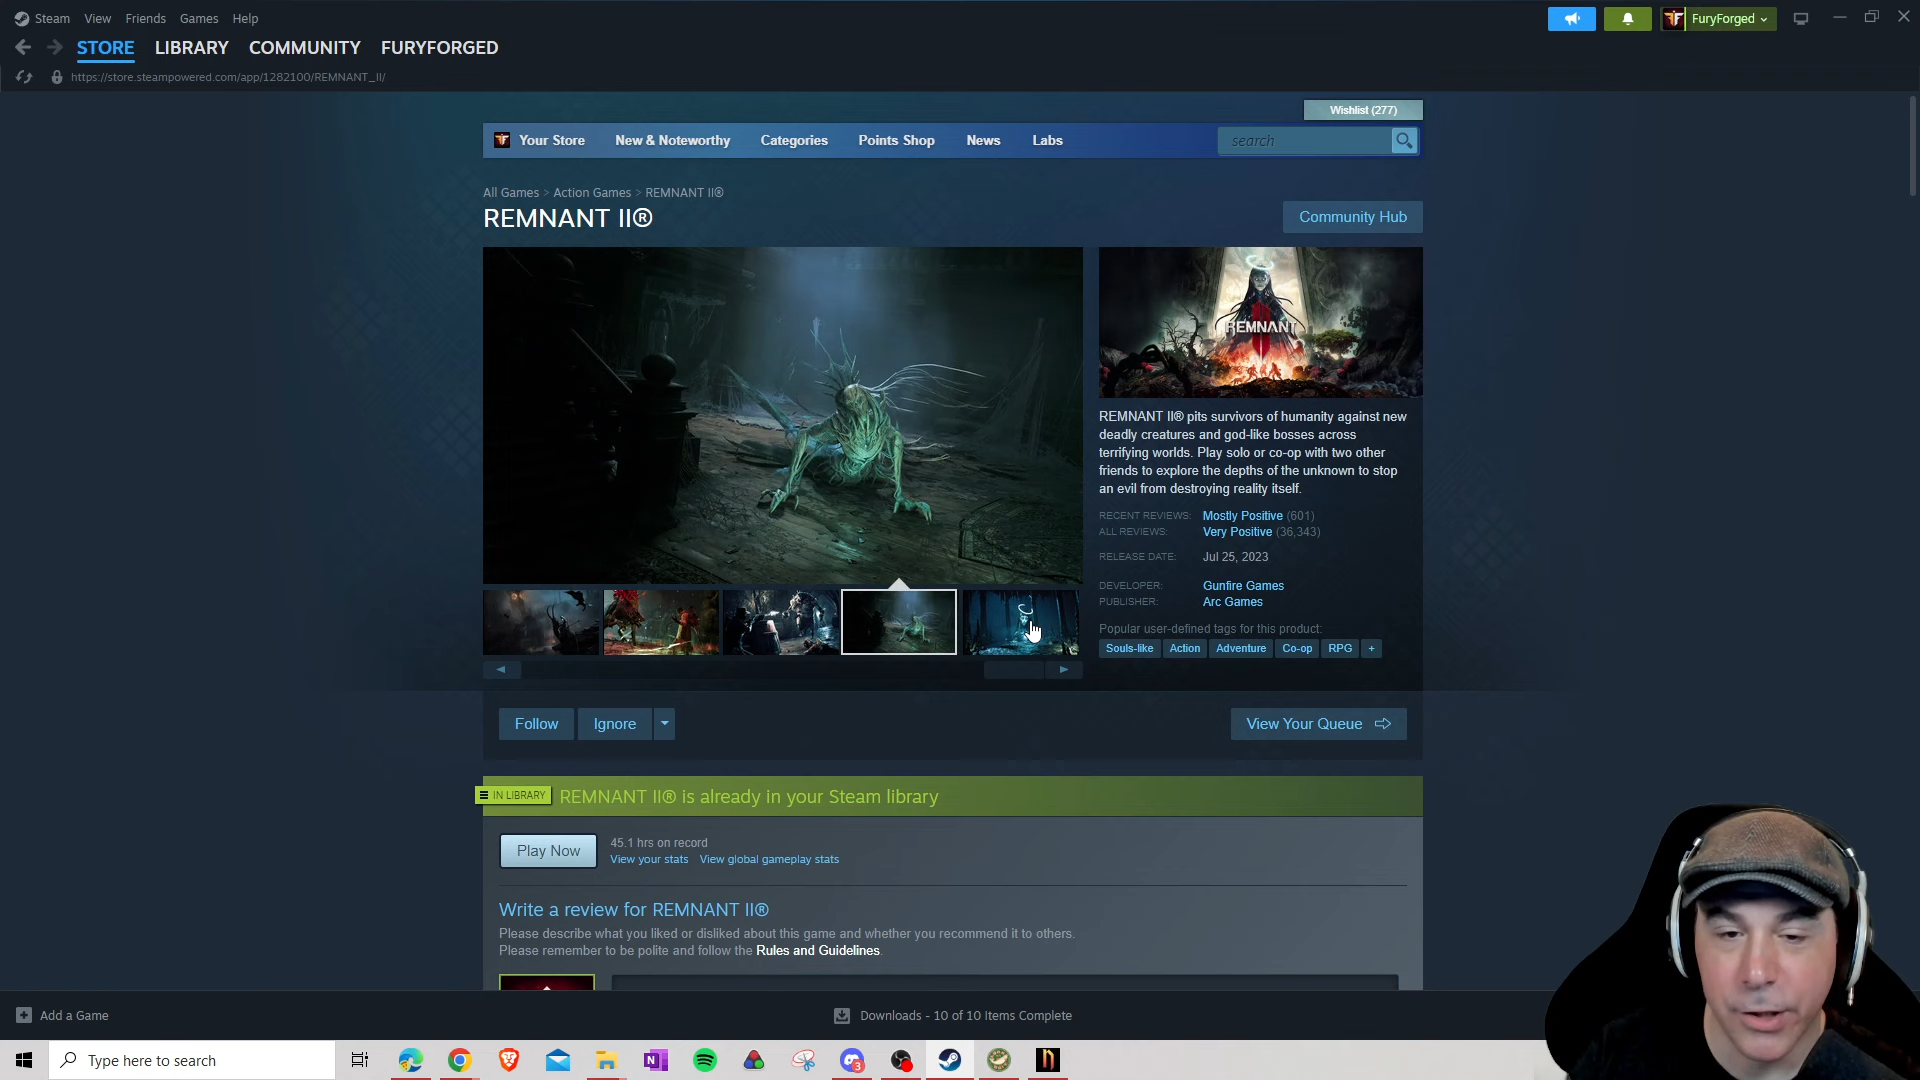 Steam View Friends Games Help
FuryForged
STORE LIBRARY COMMUNITY FURYFORGED
https://store.steampowered.com/app/1282100/REMNANT_II/
Wishlist (277)
Your Store New & Noteworthy Categories Points Shop News Labs
search
All Games > Action Games > REMNANT II®
REMNANT II®
Community Hub
REMNANT
REMNANT II® pits survivors of humanity against new
deadly creatures and god-like bosses across
terrifying worlds. Play solo or co-op with two other
friends to explore the depths of the unknown to stop
an evil from destroying reality itself.
RECENT REVIEWS: Mostly Positive (601)
ALL REVIEWS: Very Positive (36,343)
RELEASE DATE: Jul 25, 2023
DEVELOPER: Gunfire Games
PUBLISHER: Arc Games
Popular user-defined tags for this product:
Souls-like Action Adventure Co-op RPG +
Follow Ignore
View Your Queue
IN LIBRARY
REMNANT II® is already in your Steam library
Play Now
45.1 hrs on record
View your stats View global gameplay stats
Write a review for REMNANT II®
Please describe what you liked or disliked about this game and whether you recommend it to others.
Please remember to be polite and follow the Rules and Guidelines.
Add a Game
Downloads - 10 of 10 Items Complete
Type here to search
N
3